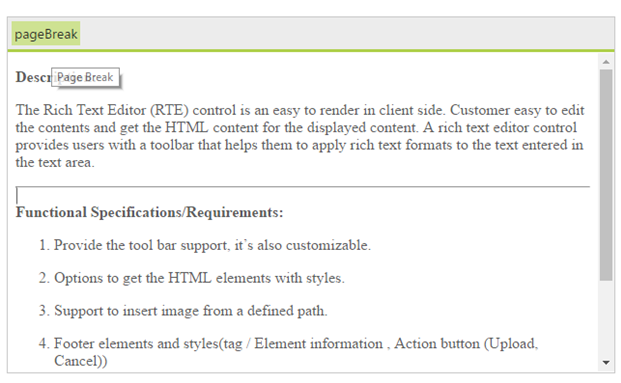 pageBreak
Page Break
The Rich Text Editor (RTE) control is an easy to render in client side. Customer easy to edit
the contents and get the HTML content for the displayed content. A rich text editor control
provides users with a toolbar that helps them to apply rich text formats to the text entered in
the text area.
Functional Specifications/Requirements:
1. Provide the tool bar support, it's also customizable.
2. Options to get the HTML elements with styles.
3. Support to insert image from a defined path.
4. Footer elements and styles(tag / Element information , Action button (Upload,
Cancel))